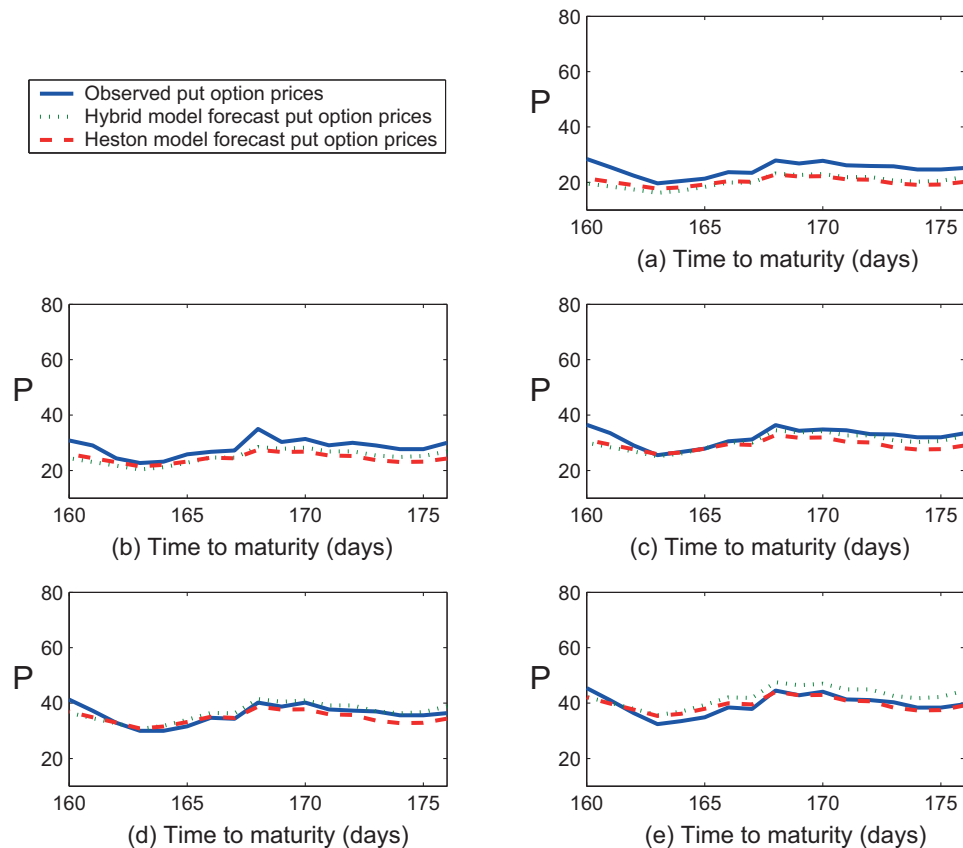 Observed put option prices
Hybrid model forecast put option prices
Heston model forecast put option prices
80
60
P
40
20
160 165 170 175
(a) Time to maturity (days)
80
60
P
40
20
160 165 170 175
(b) Time to maturity (days)
80
60
P
40
20
160 165 170 175
(c) Time to maturity (days)
80
60
P
40
20
160 165 170 175
(d) Time to maturity (days)
80
60
P
40
20
160 165 170 175
(e) Time to maturity (days)